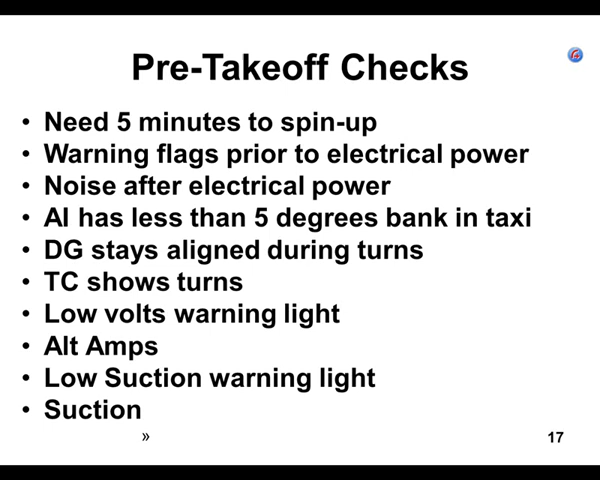 Pre-Takeoff Checks
• Need 5 minutes to spin-up
• Warning flags prior to electrical power
• Noise after electrical power
• AI has less than 5 degrees bank in taxi
• DG stays aligned during turns
• TC shows turns
• Low volts warning light
• Alt Amps
• Low Suction warning light
• Suction
»
17